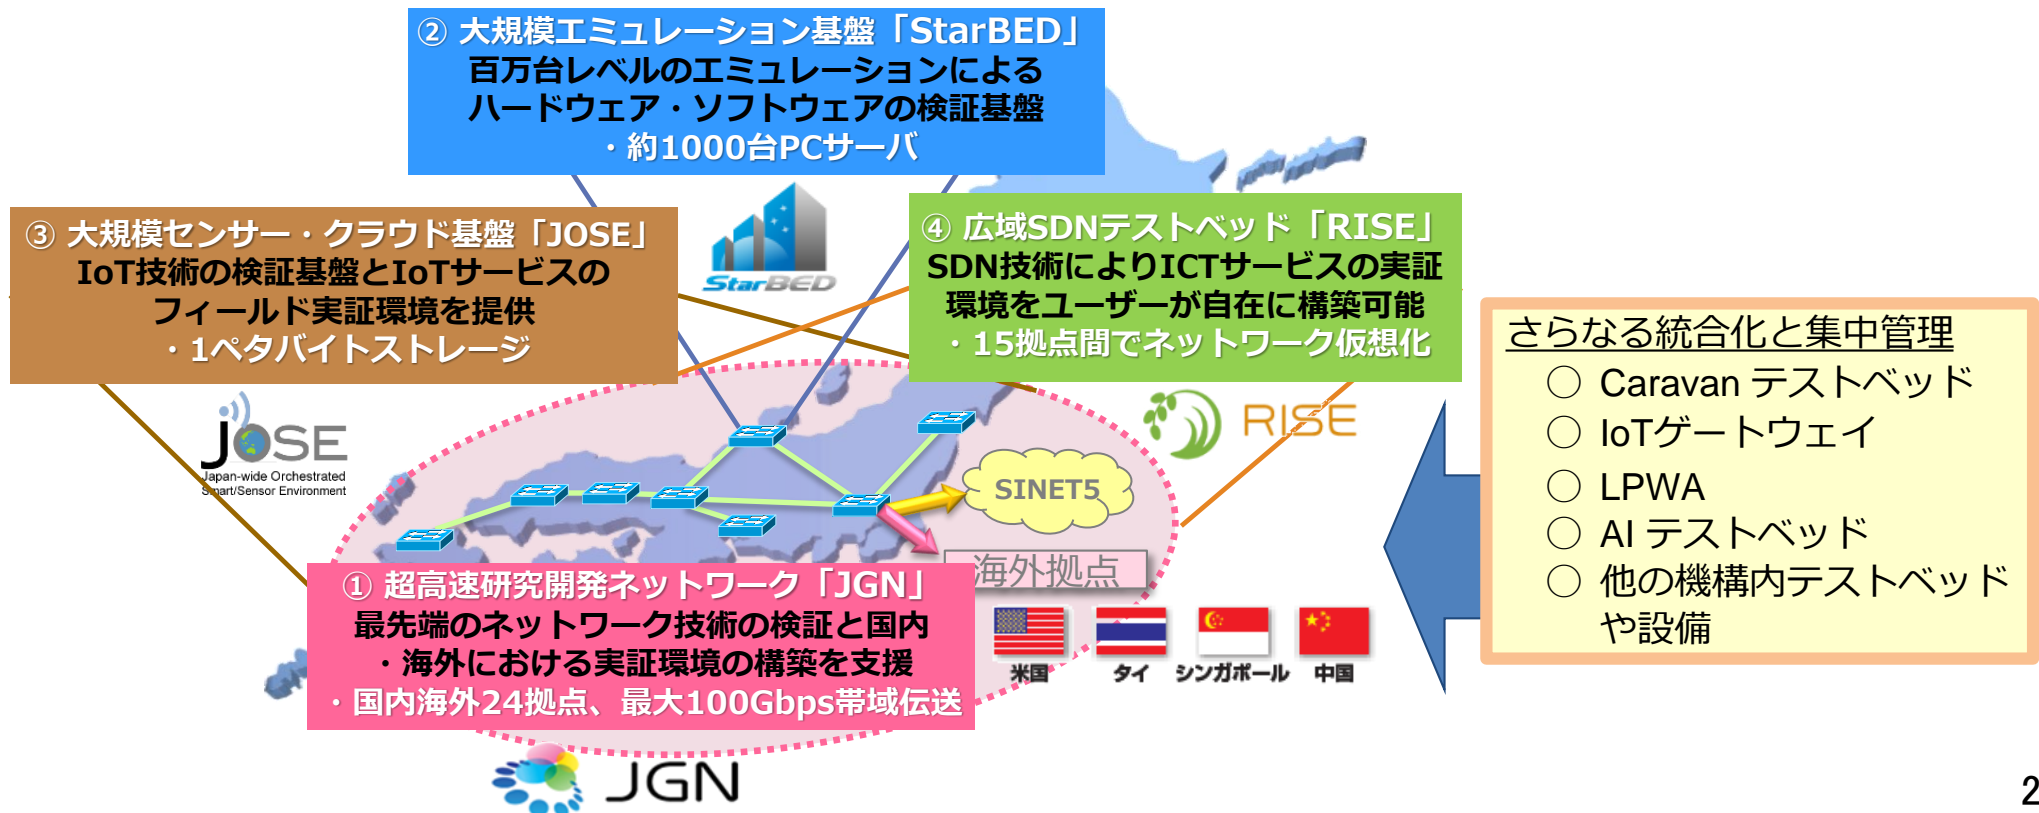 ② 大規模エミュレーション基盤「StarBED」
百万台レベルのエミュレーションによる
ハードウェア・ソフトウェアの検証基盤
・約1000台PCサーバ
StarBED
③ 大規模センサー・クラウド基盤「JOSE」
IoT技術の検証基盤とIoTサービスの
フィールド実証環境を提供
・1ペタバイトストレージ
JOSE
Japan-wide Orchestrated
Smart/Sensor Environment
④ 広域SDNテストベッド「RISE」
SDN技術によりICTサービスの実証
環境をユーザーが自在に構築可能
・15拠点間でネットワーク仮想化
RISE
SINET5
海外拠点
米国
タイ
シンガポール
中国
① 超高速研究開発ネットワーク「JGN」
最先端のネットワーク技術の検証と国内
・海外における実証環境の構築を支援
・国内海外24拠点、最大100Gbps帯域伝送
JGN
さらなる統合化と集中管理
○ Caravan テストベッド
○ IoTゲートウェイ
○ LPWA
○ AI テストベッド
○ 他の機構内テストベッド
や設備
2